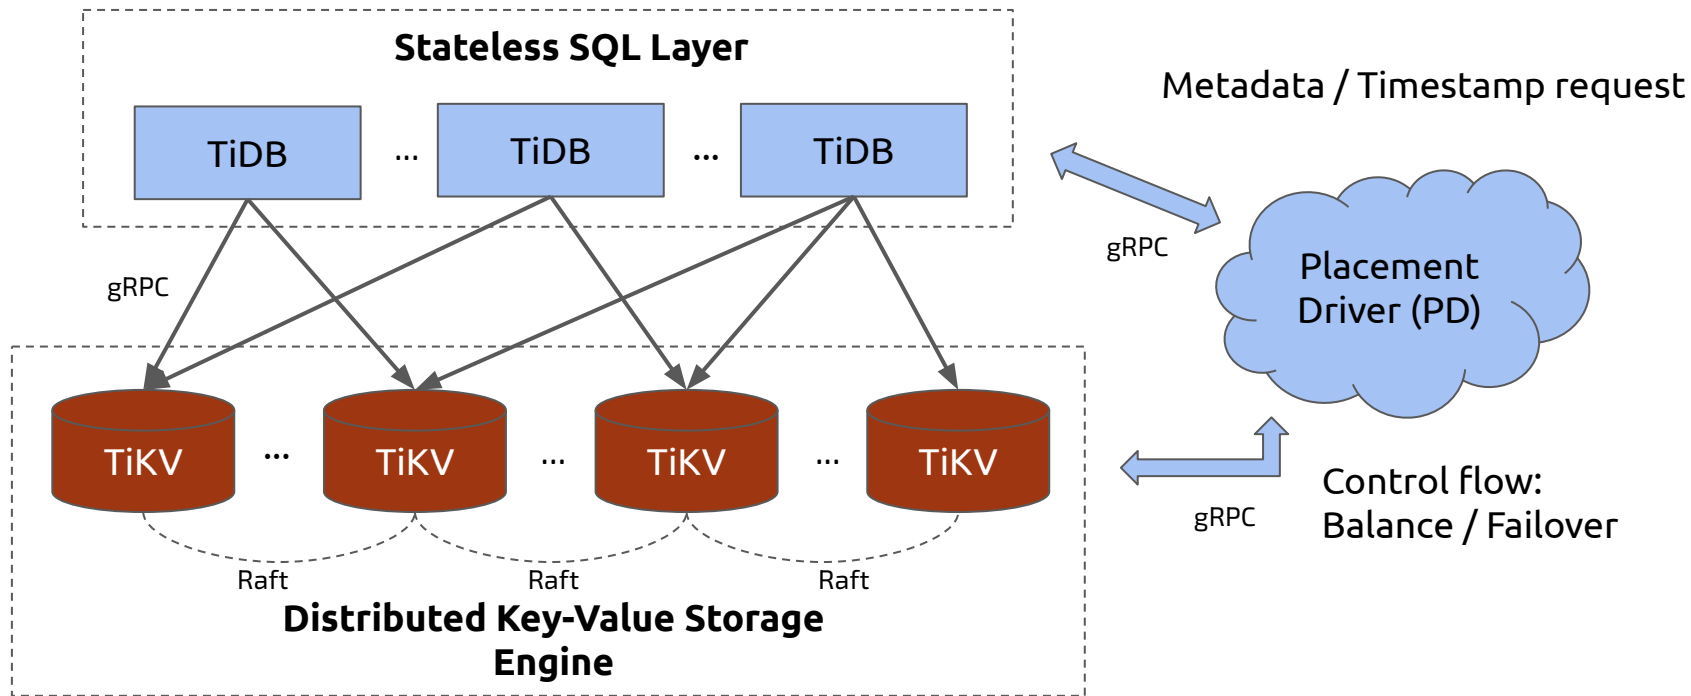 Stateless SQL Layer
Metadata / Timestamp request
TiDB ... TiDB ... TiDB
gRPC
gRPC
Placement
Driver (PD)
TiKV ... TiKV ... TiKV ... TiKV
Control flow:
Balance / Failover
gRPC
Raft Raft Raft
Distributed Key-Value Storage
Engine